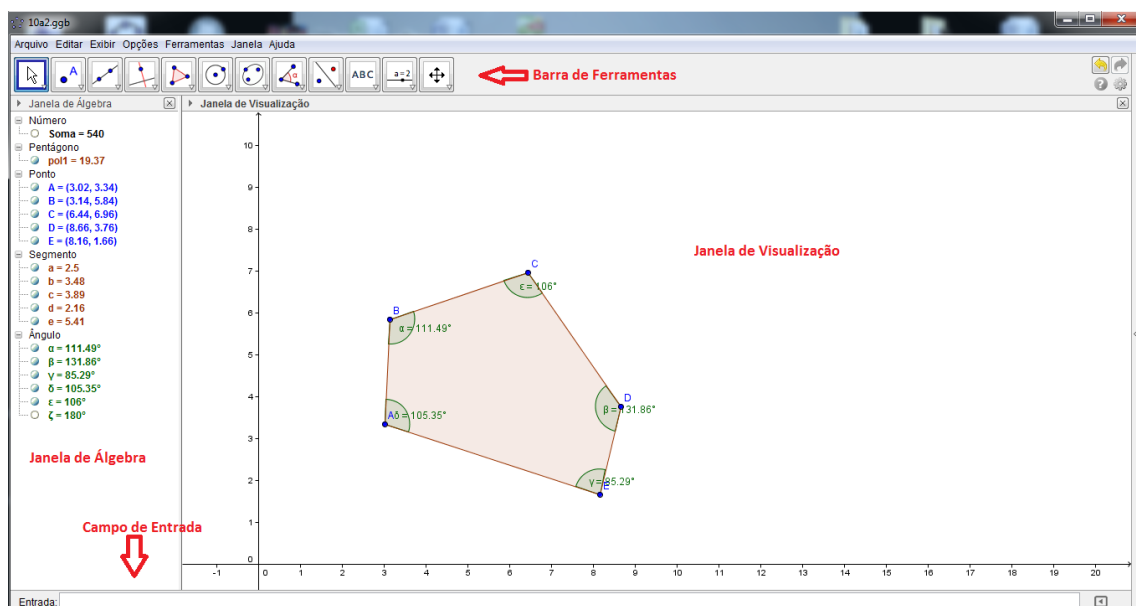 10a2.ggb
Arquivo Editar Exibir Opções Ferramentas Janela Ajuda
A
α
ABC
a=2
Barra de Ferramentas
Janela de Álgebra
Janela de Visualização
Número
Soma = 540
Pentágono
pol1 = 19.37
Ponto
A = (3.02, 3.34)
B = (3.14, 5.84)
C = (6.44, 6.96)
D = (8.66, 3.76)
E = (8.16, 1.66)
Segmento
a = 2.5
b = 3.48
c = 3.89
d = 2.16
e = 5.41
Ângulo
α = 111.49°
β = 131.86°
γ = 85.29°
δ = 105.35°
ε = 106°
ζ = 180°
Janela de Álgebra
Campo de Entrada
Janela de Visualização
10
9
8
7
6
5
4
3
2
1
0
C
ε = 106°
B
α = 111.49°
D
β = 131.86°
A
δ = 105.35°
γ = 85.29°
E
-1 0 1 2 3 4 5 6 7 8 9 10 11 12 13 14 15 16 17 18 19 20
Entrada: